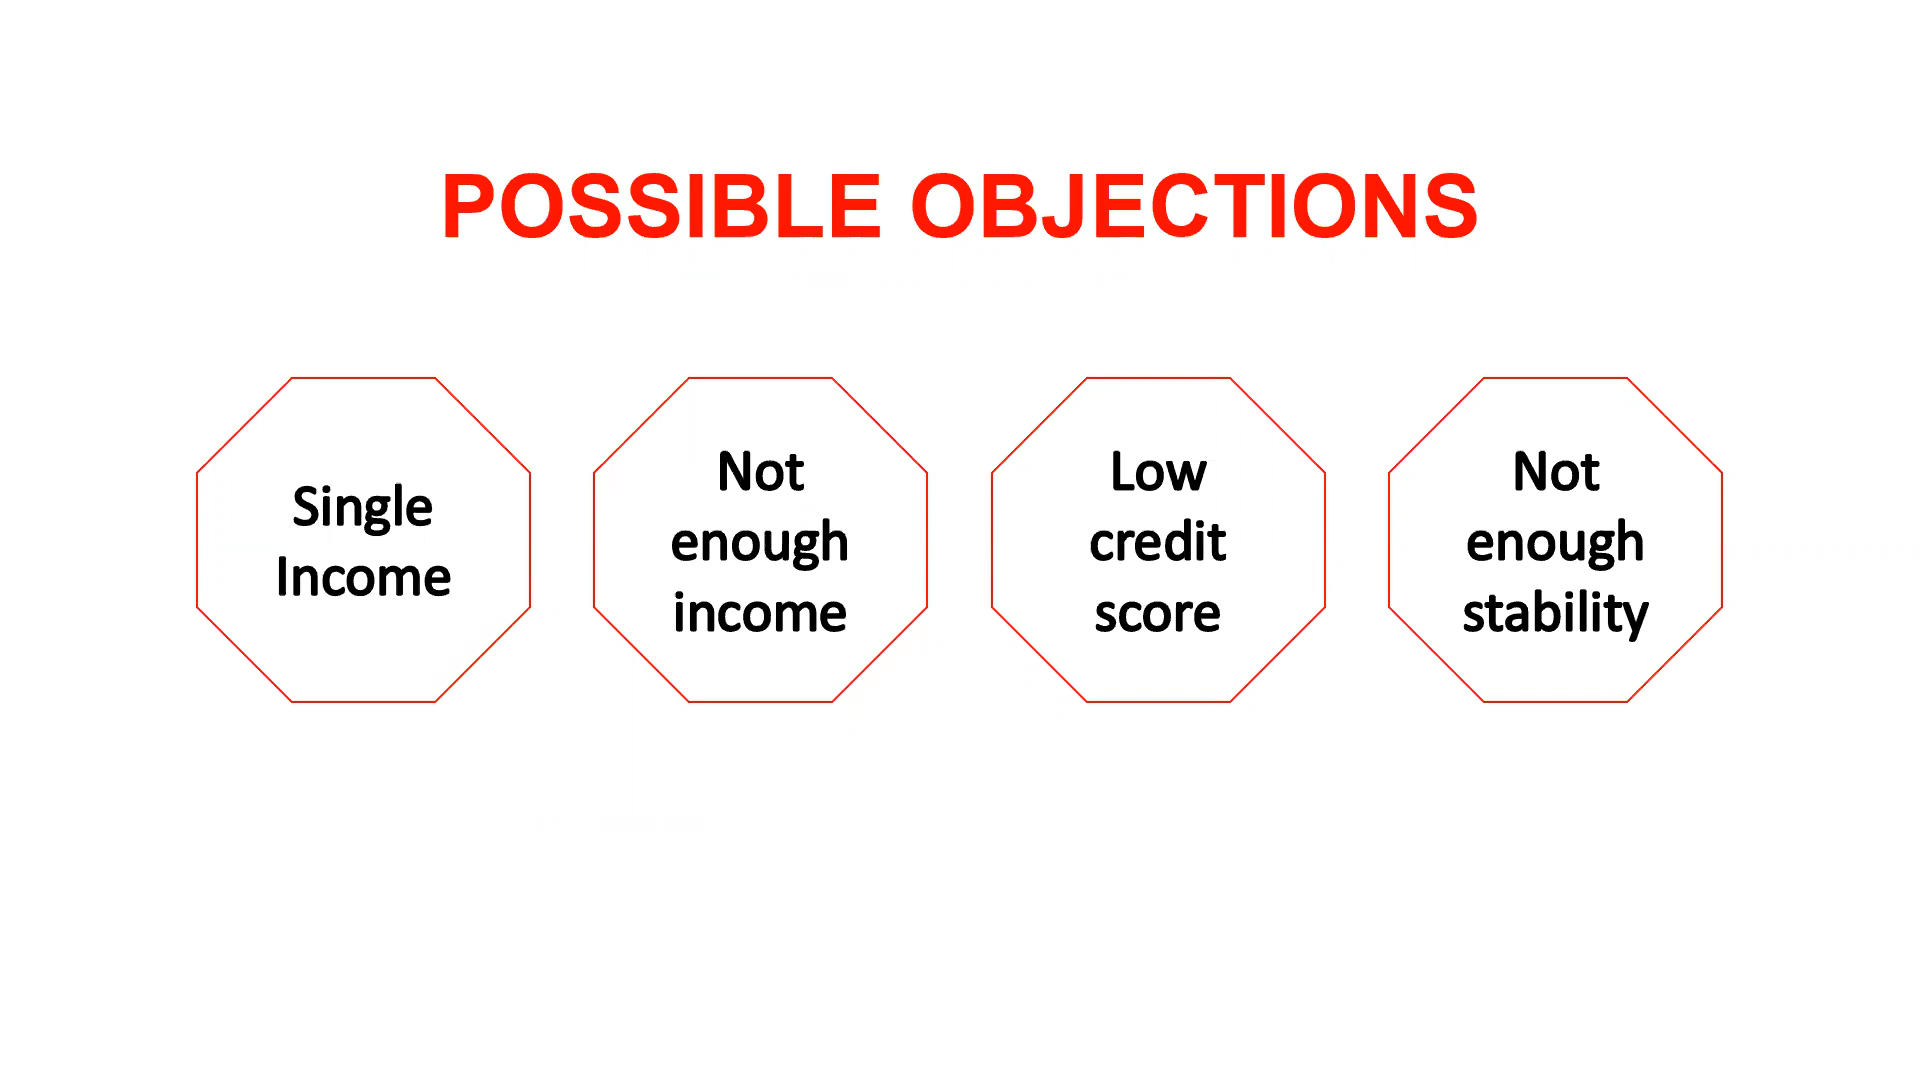 POSSIBLE OBJECTIONS
Single
Income
Not
enough
income
Low
credit
score
Not
enough
stability